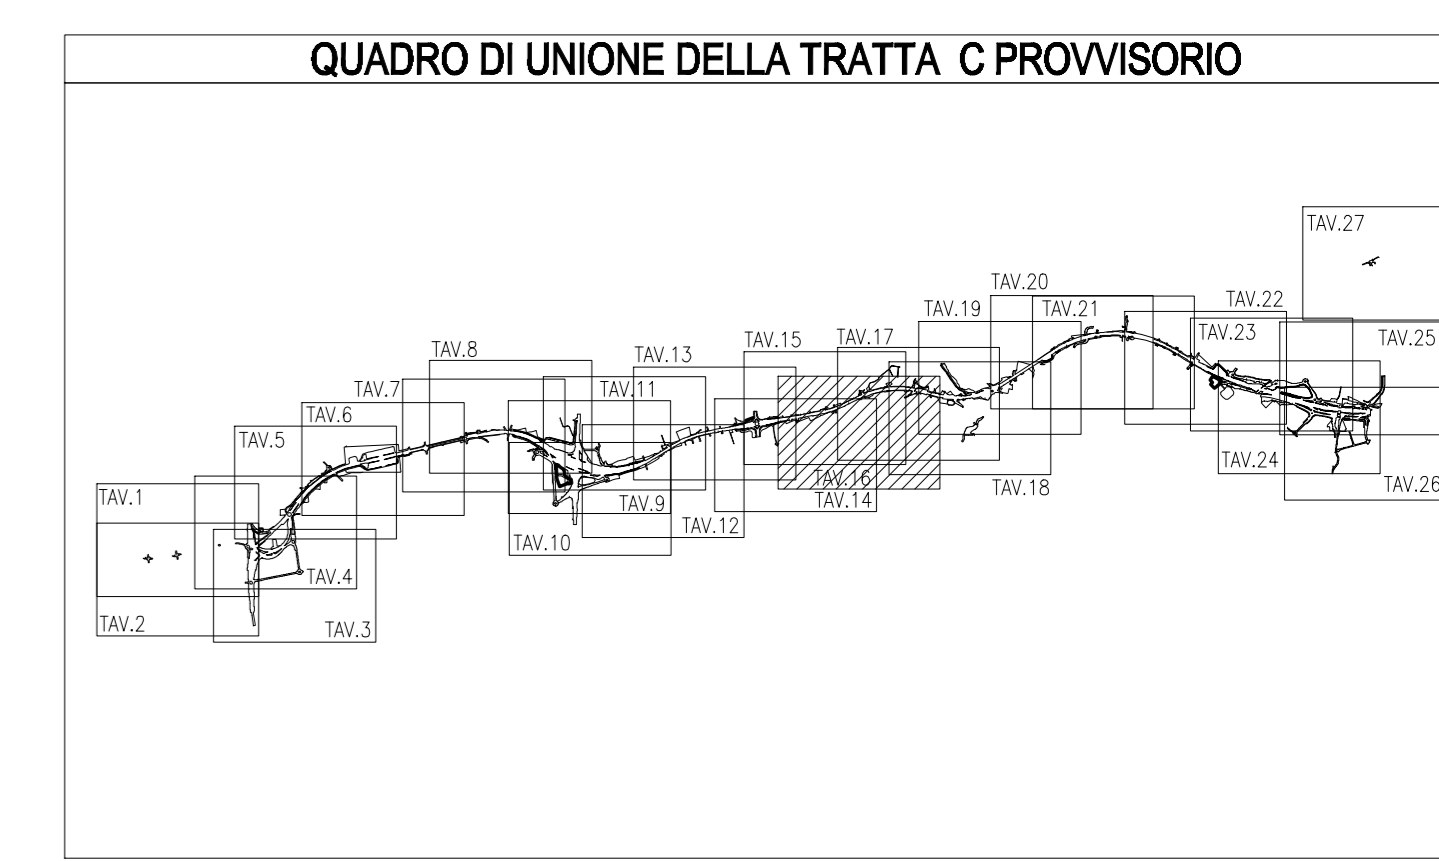 QUADRO DI UNIONE DELLA TRATTA C PROVVISORIO
TAV.27
TAV.20
TAV.22
TAV.19
TAV.21
TAV.23
TAV.25
TAV.15
TAV.17
TAV.8
TAV.13
TAV.7
TAV.11
TAV.6
TAV.5
TAV.24
TAV.16
TAV.18
TAV.26
TAV.1
TAV.9
TAV.14
TAV.12
TAV.10
TAV.4
TAV.2
TAV.3